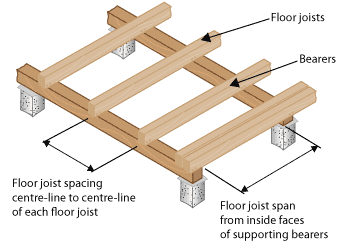 Floor joists
Bearers
Floor joist spacing
centre-line to centre-line
of each floor joist
Floor joist span
from inside faces
of supporting bearers